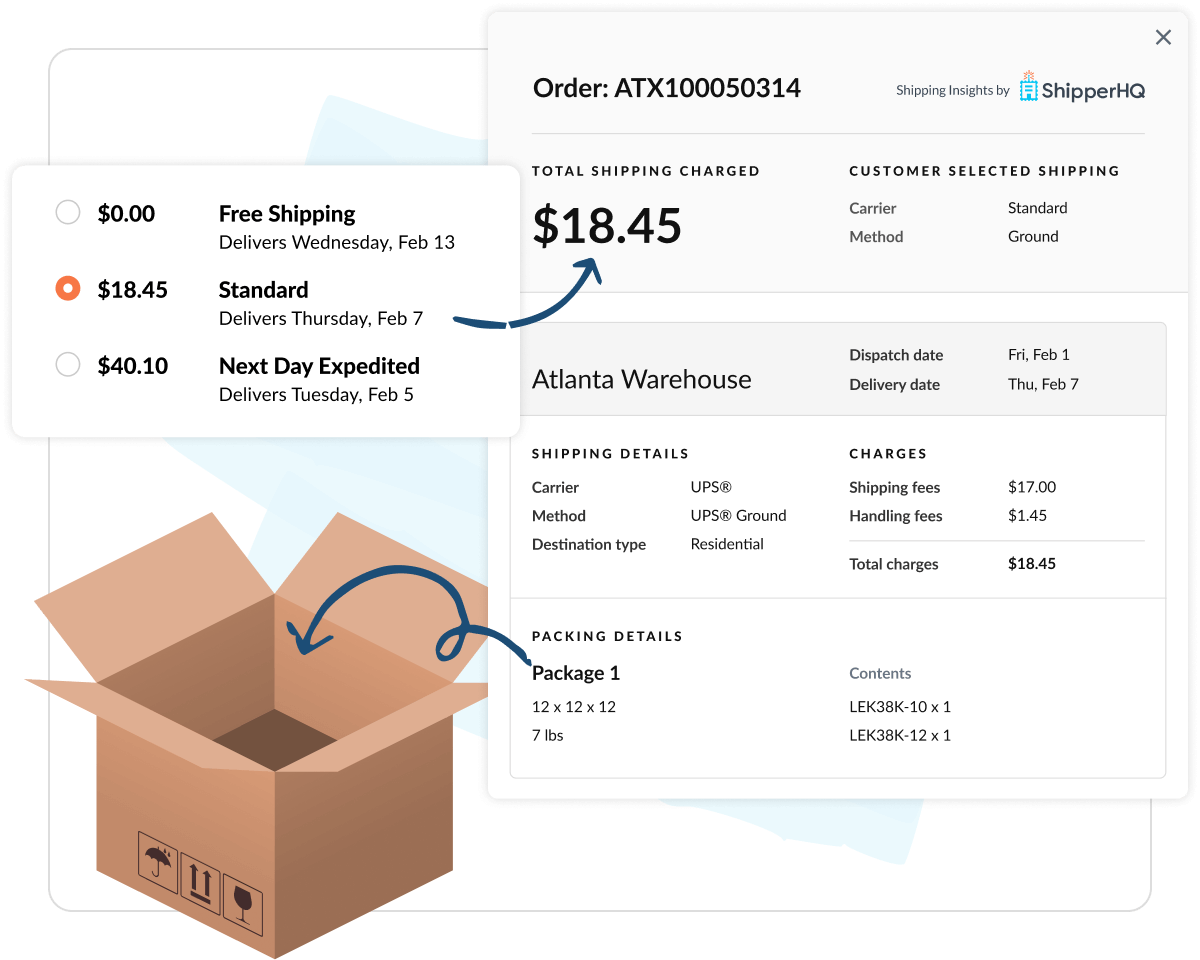 Order: ATX100050314
Shipping Insights by ShipperHQ
TOTAL SHIPPING CHARGED
$18.45
CUSTOMER SELECTED SHIPPING
Carrier Standard
Method Ground
$0.00 Free Shipping
Delivers Wednesday, Feb 13
$18.45 Standard
Delivers Thursday, Feb 7
$40.10 Next Day Expedited
Delivers Tuesday, Feb 5
Atlanta Warehouse
Dispatch date Fri, Feb 1
Delivery date Thu, Feb 7
SHIPPING DETAILS
Carrier UPS®
Method UPS® Ground
Destination type Residential
CHARGES
Shipping fees $17.00
Handling fees $1.45
Total charges $18.45
PACKING DETAILS
Package 1
12 x 12 x 12
7 lbs
Contents
LEK38K-10 x 1
LEK38K-12 x 1